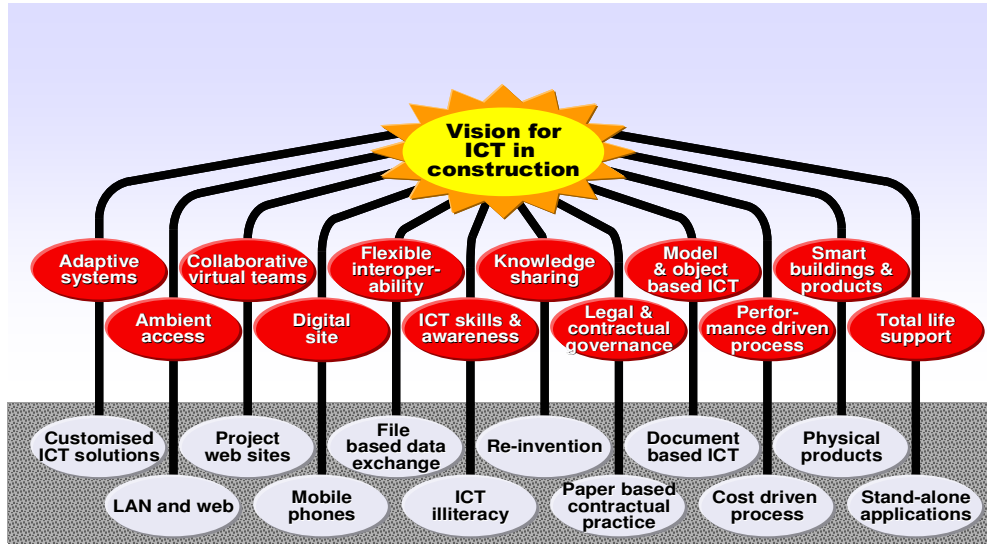 Vision for
ICT in
construction
Adaptive
systems
Collaborative
virtual teams
Flexible
interoper-
ability
Knowledge
sharing
Model
& object
based ICT
Smart
buildings &
products
Ambient
access
Digital
site
ICT skills &
awareness
Legal &
contractual
governance
Perfor-
mance driven
process
Total life
support
Customised
ICT solutions
Project
web sites
File
based data
exchange
Re-invention
Document
based ICT
Physical
products
LAN and web
Mobile
phones
ICT
illiteracy
Paper based
contractual
practice
Cost driven
process
Stand-alone
applications